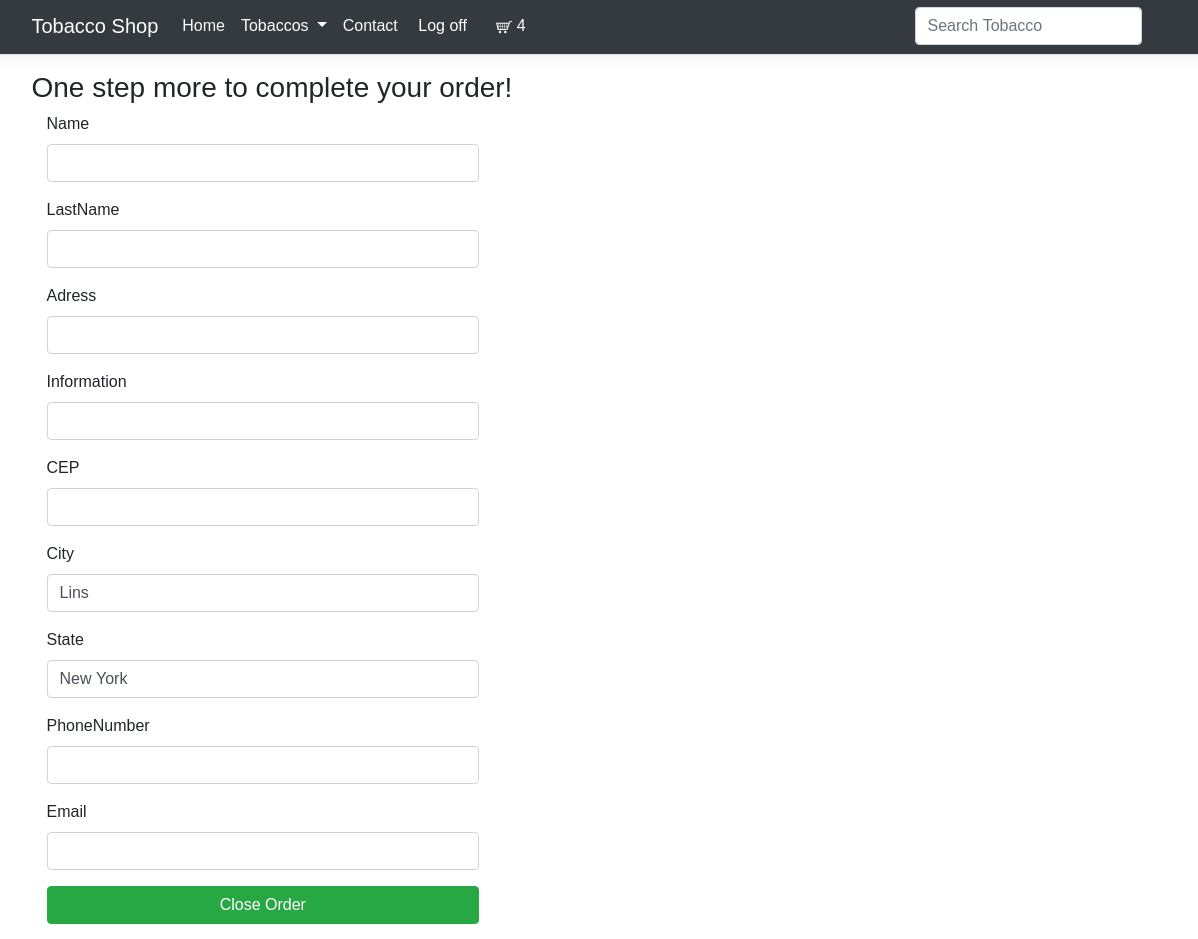 Tobacco Shop Home Tobaccos Contact Log off 4 Search Tobacco
One step more to complete your order!
Name
LastName
Adress
Information
CEP
City
Lins
State
New York
PhoneNumber
Email
Close Order